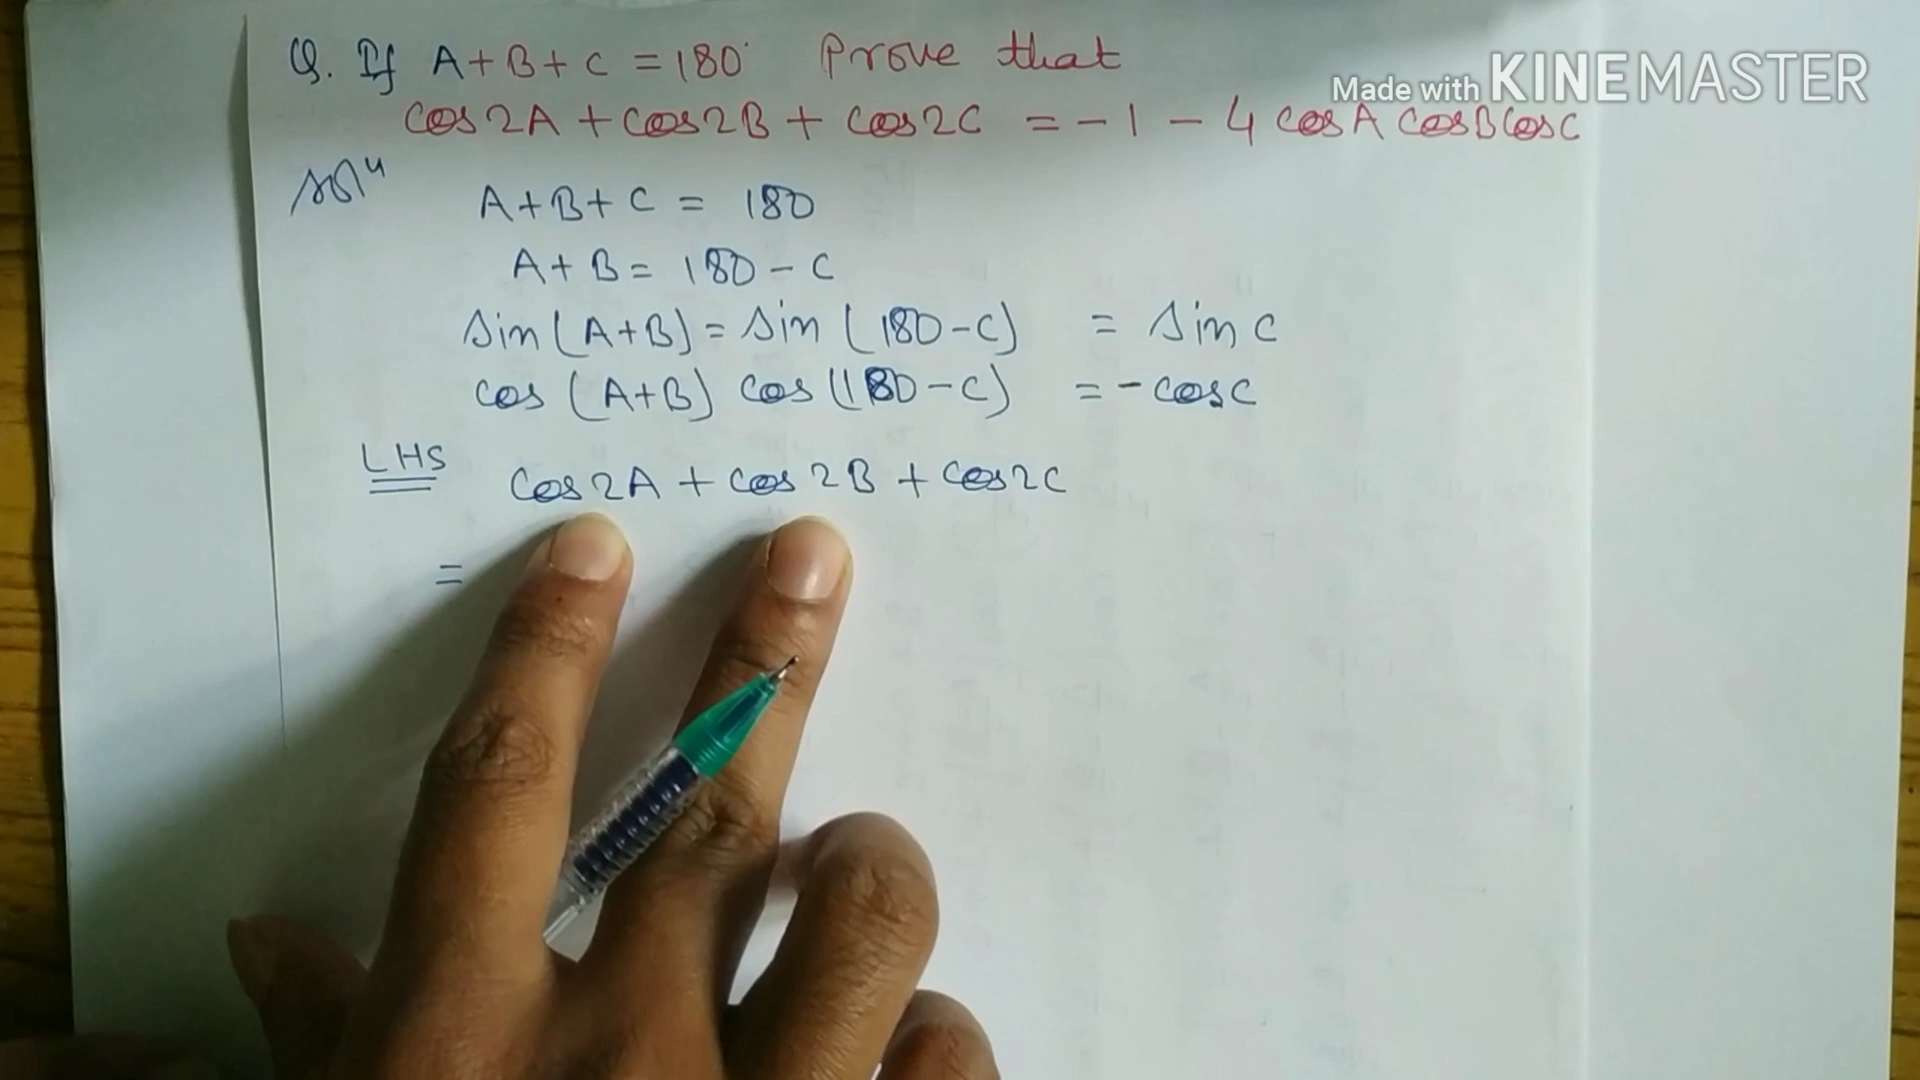 Q. If A+B+C = 180° Prove that
Made with KINEMASTER
cos2A + cos2B + cos2C = -1 - 4 cosA cosB cosC
Solⁿ
A+B+C = 180
A+B = 180-C
Sin(A+B) = Sin (180-C) = Sin C
cos (A+B) cos (180-C) = -cosC
LHS cos2A + cos2B + cos2C
=